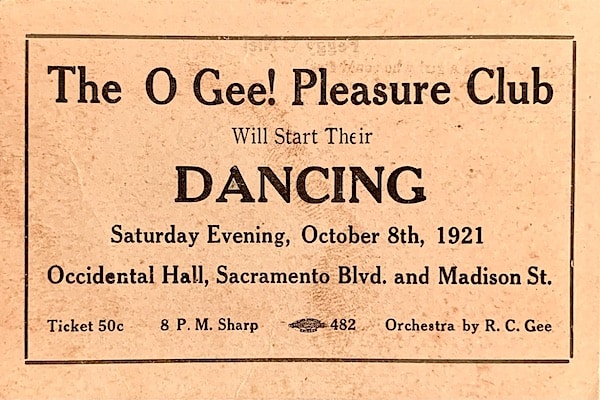 The O Gee! Pleasure Club
Will Start Their
DANCING
Saturday Evening, October 8th, 1921
Occidental Hall, Sacramento Blvd. and Madison St.
Ticket 50c 8 P. M. Sharp 482 Orchestra by R. C. Gee